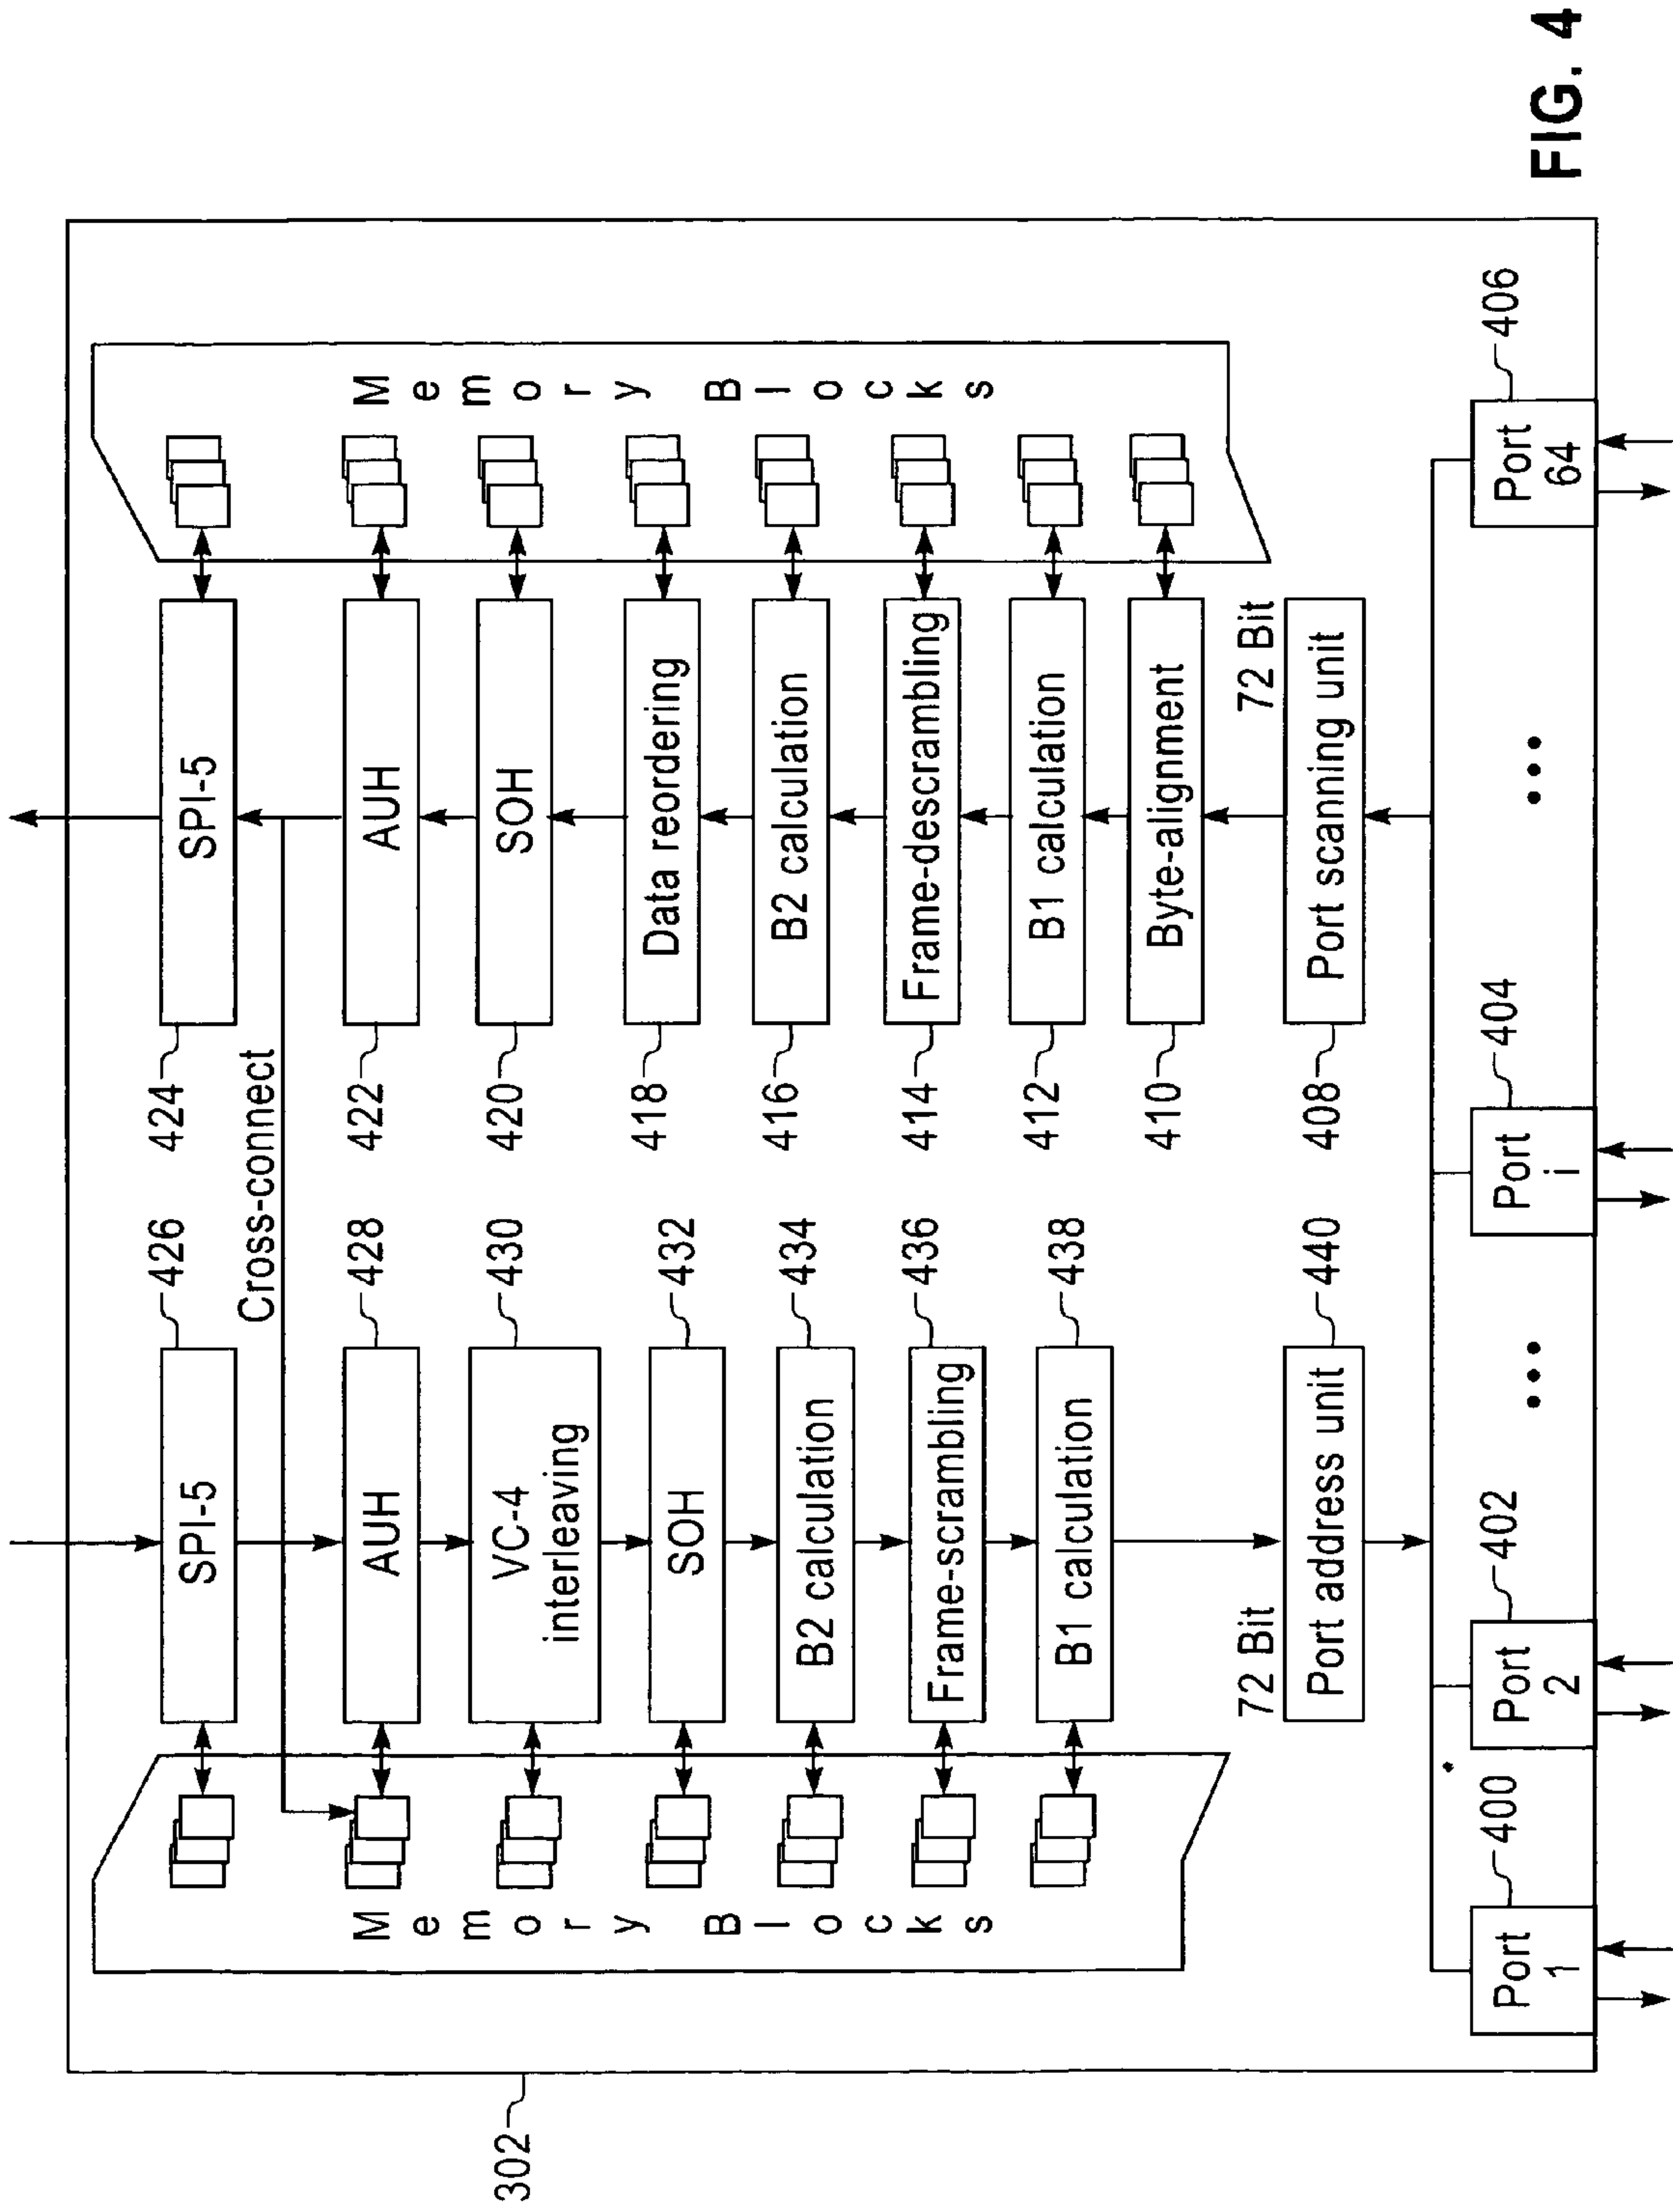 302
426
SPI-5
424
SPI-5
Cross-connect
428
AUH
422
AUH
430
VC-4
interleaving
420
SOH
432
SOH
418
Data reordering
434
B2 calculation
416
B2 calculation
436
Frame-scrambling
414
Frame-descrambling
438
B1 calculation
412
B1 calculation
410
Byte-alignment
72 Bit
72 Bit
440
Port address unit
408
Port scanning unit
Memory Blocks
Memory Blocks
400
402
404
406
Port
1
Port
2
Port
i
Port
64
•••
•••
FIG. 4